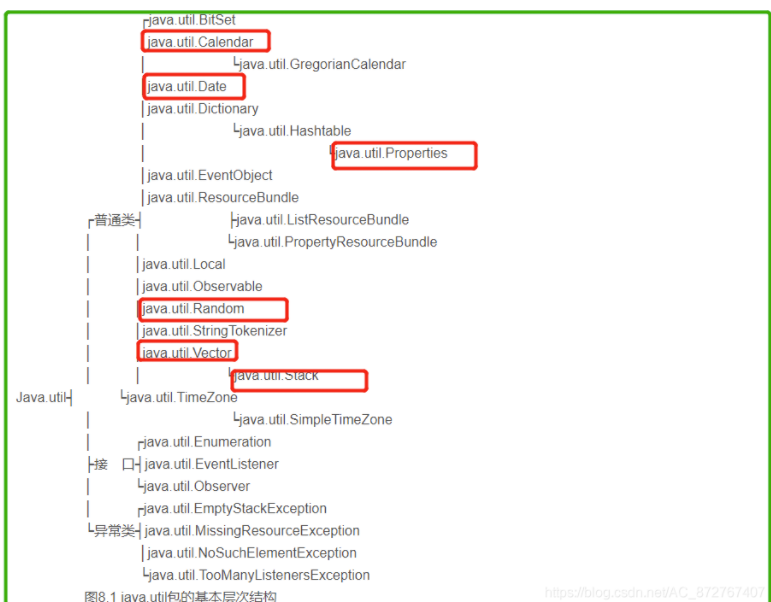 java.util.BitSet
java.util.Calendar
java.util.GregorianCalendar
java.util.Date
java.util.Dictionary
java.util.Hashtable
java.util.Properties
java.util.EventObject
java.util.ResourceBundle
普通类 java.util.ListResourceBundle
java.util.PropertyResourceBundle
java.util.Local
java.util.Observable
java.util.Random
java.util.StringTokenizer
java.util.Vector
java.util.Stack
Java.util java.util.TimeZone
java.util.SimpleTimeZone
java.util.Enumeration
接 口 java.util.EventListener
java.util.Observer
java.util.EmptyStackException
异常类 java.util.MissingResourceException
java.util.NoSuchElementException
java.util.TooManyListenersException
图8.1 java.util包的基本层次结构
https://blog.csdn.net/AC_872767407